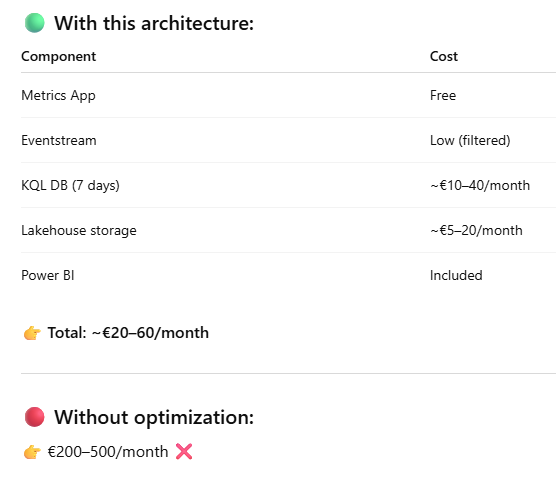 🟢 With this architecture:
Component Cost
Metrics App Free
Eventstream Low (filtered)
KQL DB (7 days) ~€10–40/month
Lakehouse storage ~€5–20/month
Power BI Included
👉 Total: ~€20–60/month
🔴 Without optimization:
👉 €200–500/month ❌